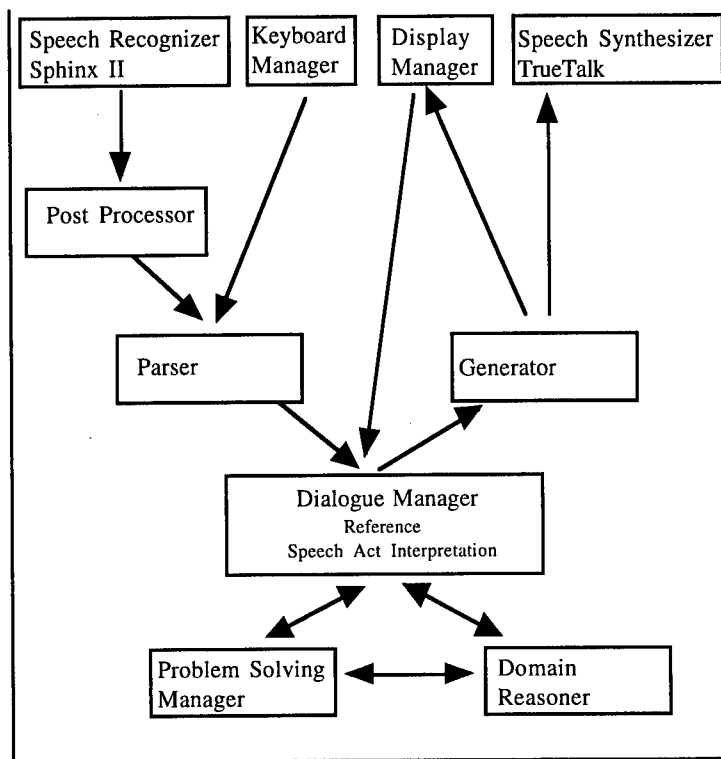 Speech Recognizer
Sphinx II
Keyboard
Manager
Display
Manager
Speech Synthesizer
TrueTalk
Post Processor
Parser
Generator
Dialogue Manager
Reference
Speech Act Interpretation
Problem Solving
Manager
Domain
Reasoner